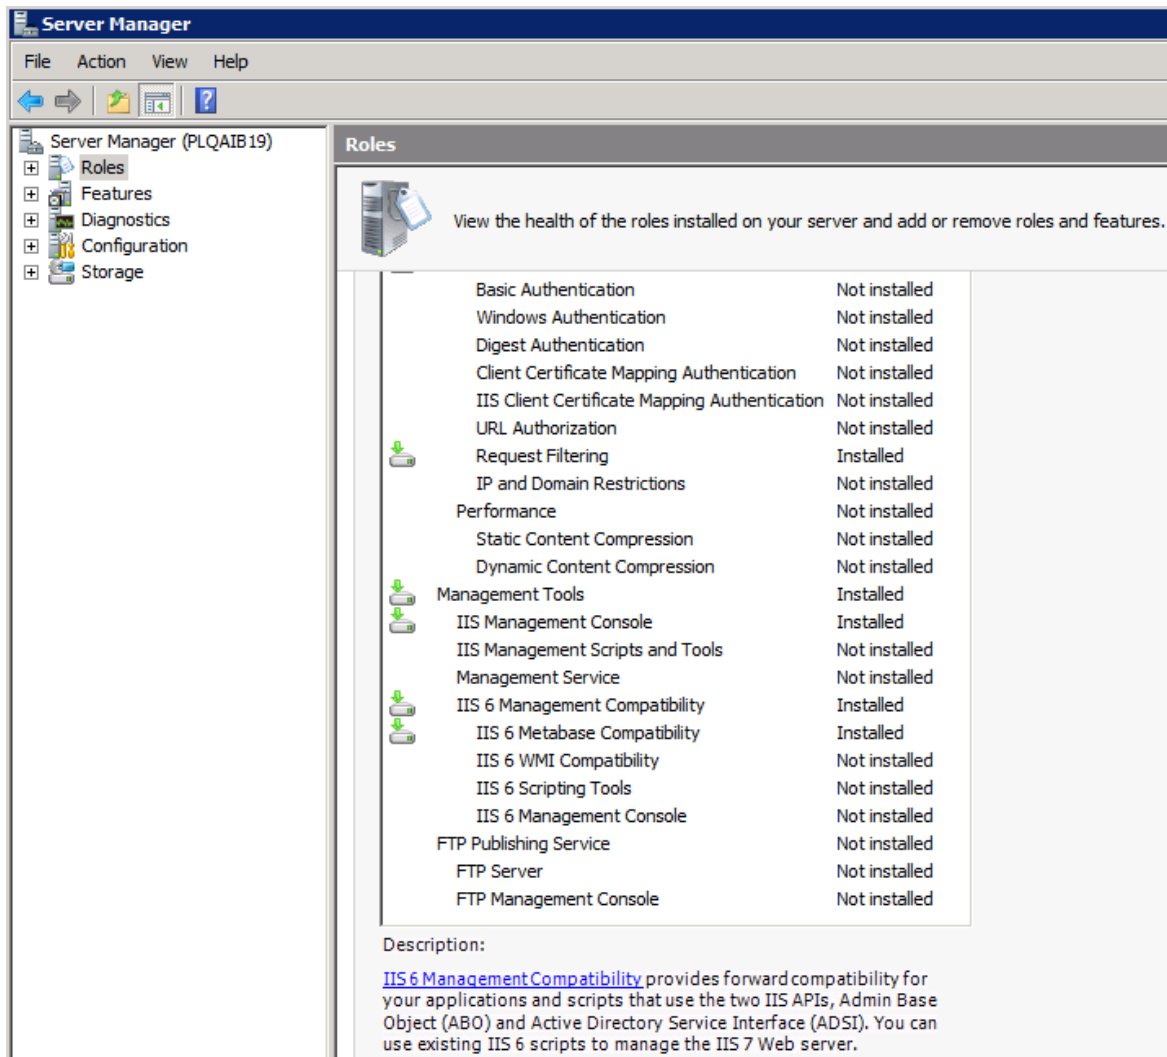 Server Manager
File Action View Help
Server Manager (PLQAIB19)
Roles
Features
Diagnostics
Configuration
Storage
Roles
View the health of the roles installed on your server and add or remove roles and features.
Basic Authentication Not installed
Windows Authentication Not installed
Digest Authentication Not installed
Client Certificate Mapping Authentication Not installed
IIS Client Certificate Mapping Authentication Not installed
URL Authorization Not installed
Request Filtering Installed
IP and Domain Restrictions Not installed
Performance Not installed
Static Content Compression Not installed
Dynamic Content Compression Not installed
Management Tools Installed
IIS Management Console Installed
IIS Management Scripts and Tools Not installed
Management Service Not installed
IIS 6 Management Compatibility Installed
IIS 6 Metabase Compatibility Installed
IIS 6 WMI Compatibility Not installed
IIS 6 Scripting Tools Not installed
IIS 6 Management Console Not installed
FTP Publishing Service Not installed
FTP Server Not installed
FTP Management Console Not installed
Description:
IIS 6 Management Compatibility provides forward compatibility for
your applications and scripts that use the two IIS APIs, Admin Base
Object (ABO) and Active Directory Service Interface (ADSI). You can
use existing IIS 6 scripts to manage the IIS 7 Web server.